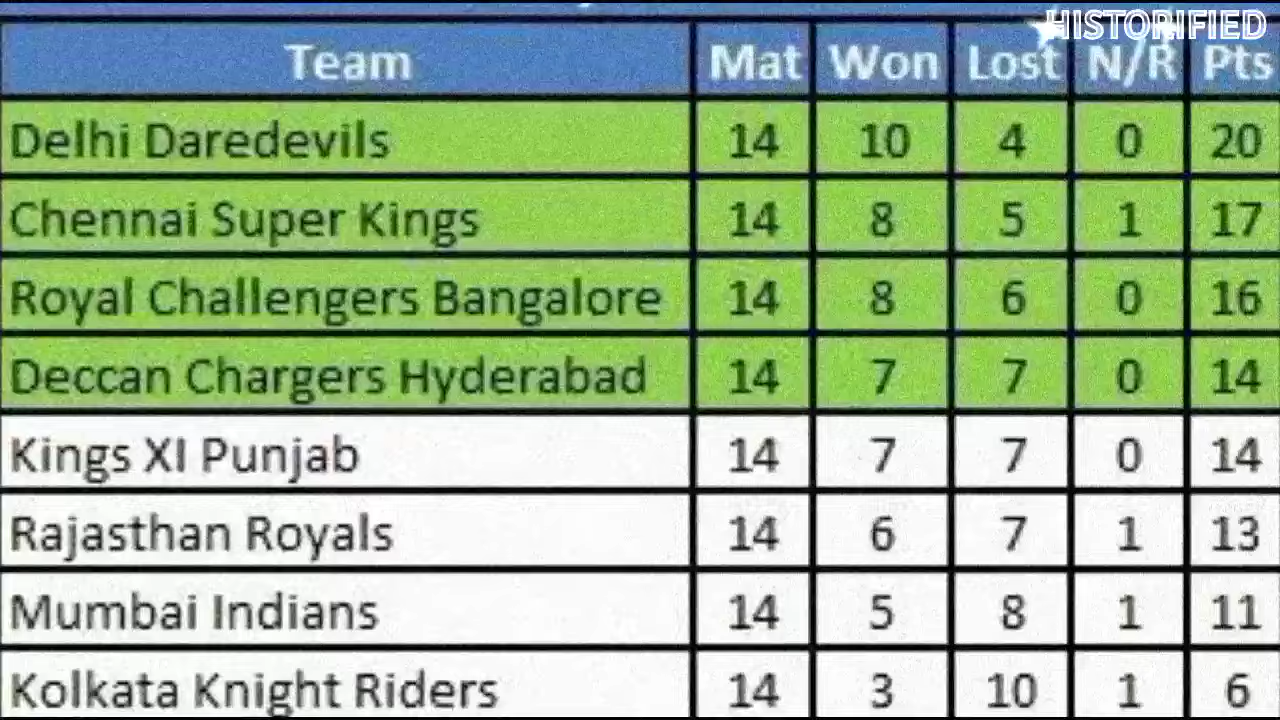 HISTORIFIED
Team Mat Won Lost N/R Pts
Delhi Daredevils 14 10 4 0 20
Chennai Super Kings 14 8 5 1 17
Royal Challengers Bangalore 14 8 6 0 16
Deccan Chargers Hyderabad 14 7 7 0 14
Kings XI Punjab 14 7 7 0 14
Rajasthan Royals 14 6 7 1 13
Mumbai Indians 14 5 8 1 11
Kolkata Knight Riders 14 3 10 1 6